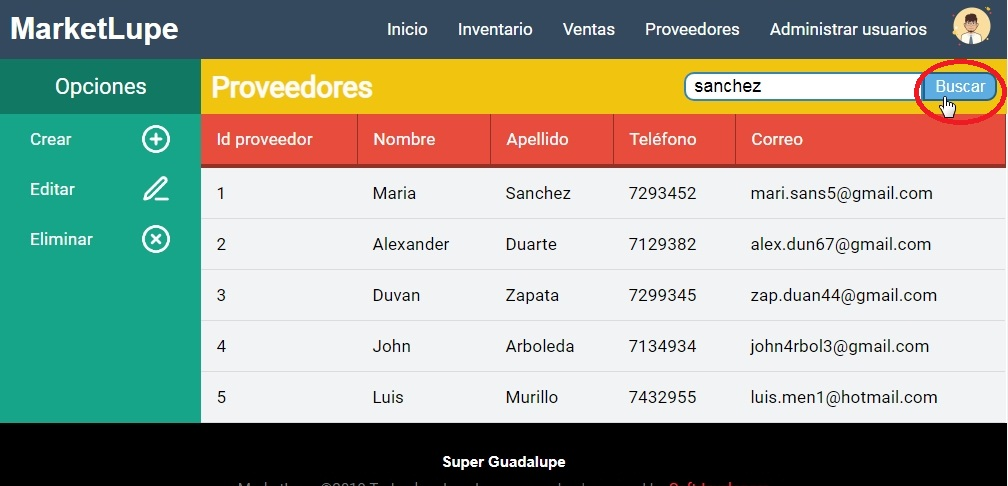 MarketLupe Inicio Inventario Ventas Proveedores Administrar usuarios
Opciones
Crear
Editar
Eliminar
Proveedores sanchez Buscar
Id proveedor Nombre Apellido Teléfono Correo
1 Maria Sanchez 7293452 mari.sans5@gmail.com
2 Alexander Duarte 7129382 alex.dun67@gmail.com
3 Duvan Zapata 7299345 zap.duan44@gmail.com
4 John Arboleda 7134934 john4rbol3@gmail.com
5 Luis Murillo 7432955 luis.men1@hotmail.com
Super Guadalupe